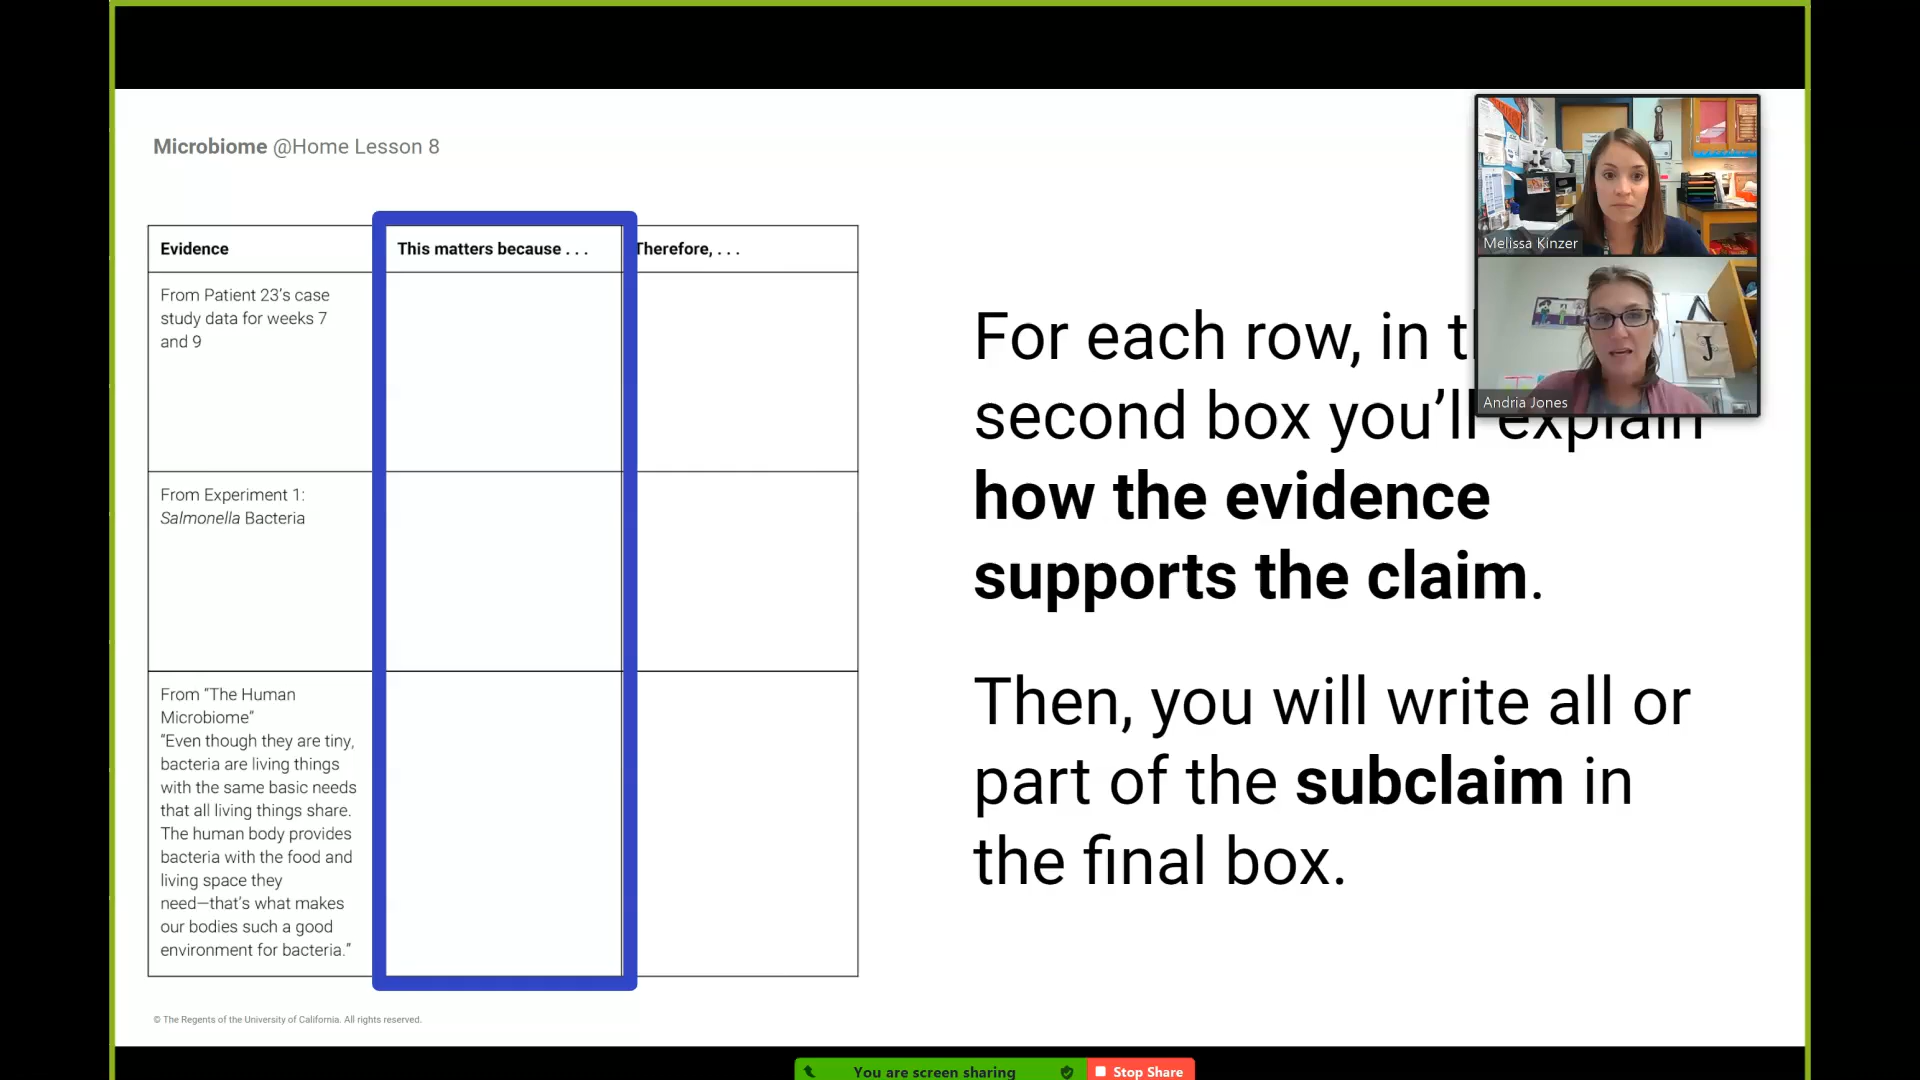 Microbiome @Home Lesson 8
Evidence
This matters because . . .
Therefore, . . .
From Patient 23’s case
study data for weeks 7
and 9
From Experiment 1:
Salmonella Bacteria
From “The Human
Microbiome”
“Even though they are tiny,
bacteria are living things
with the same basic needs
that all living things share.
The human body provides
bacteria with the food and
living space they
need—that’s what makes
our bodies such a good
environment for bacteria.”
For each row, in
second box you’ll explain
how the evidence
supports the claim.
Then, you will write all or
part of the subclaim in
the final box.
Melissa Kinzer
J
Andria Jones
© The Regents of the University of California. All rights reserved.
You are screen sharing
Stop Share